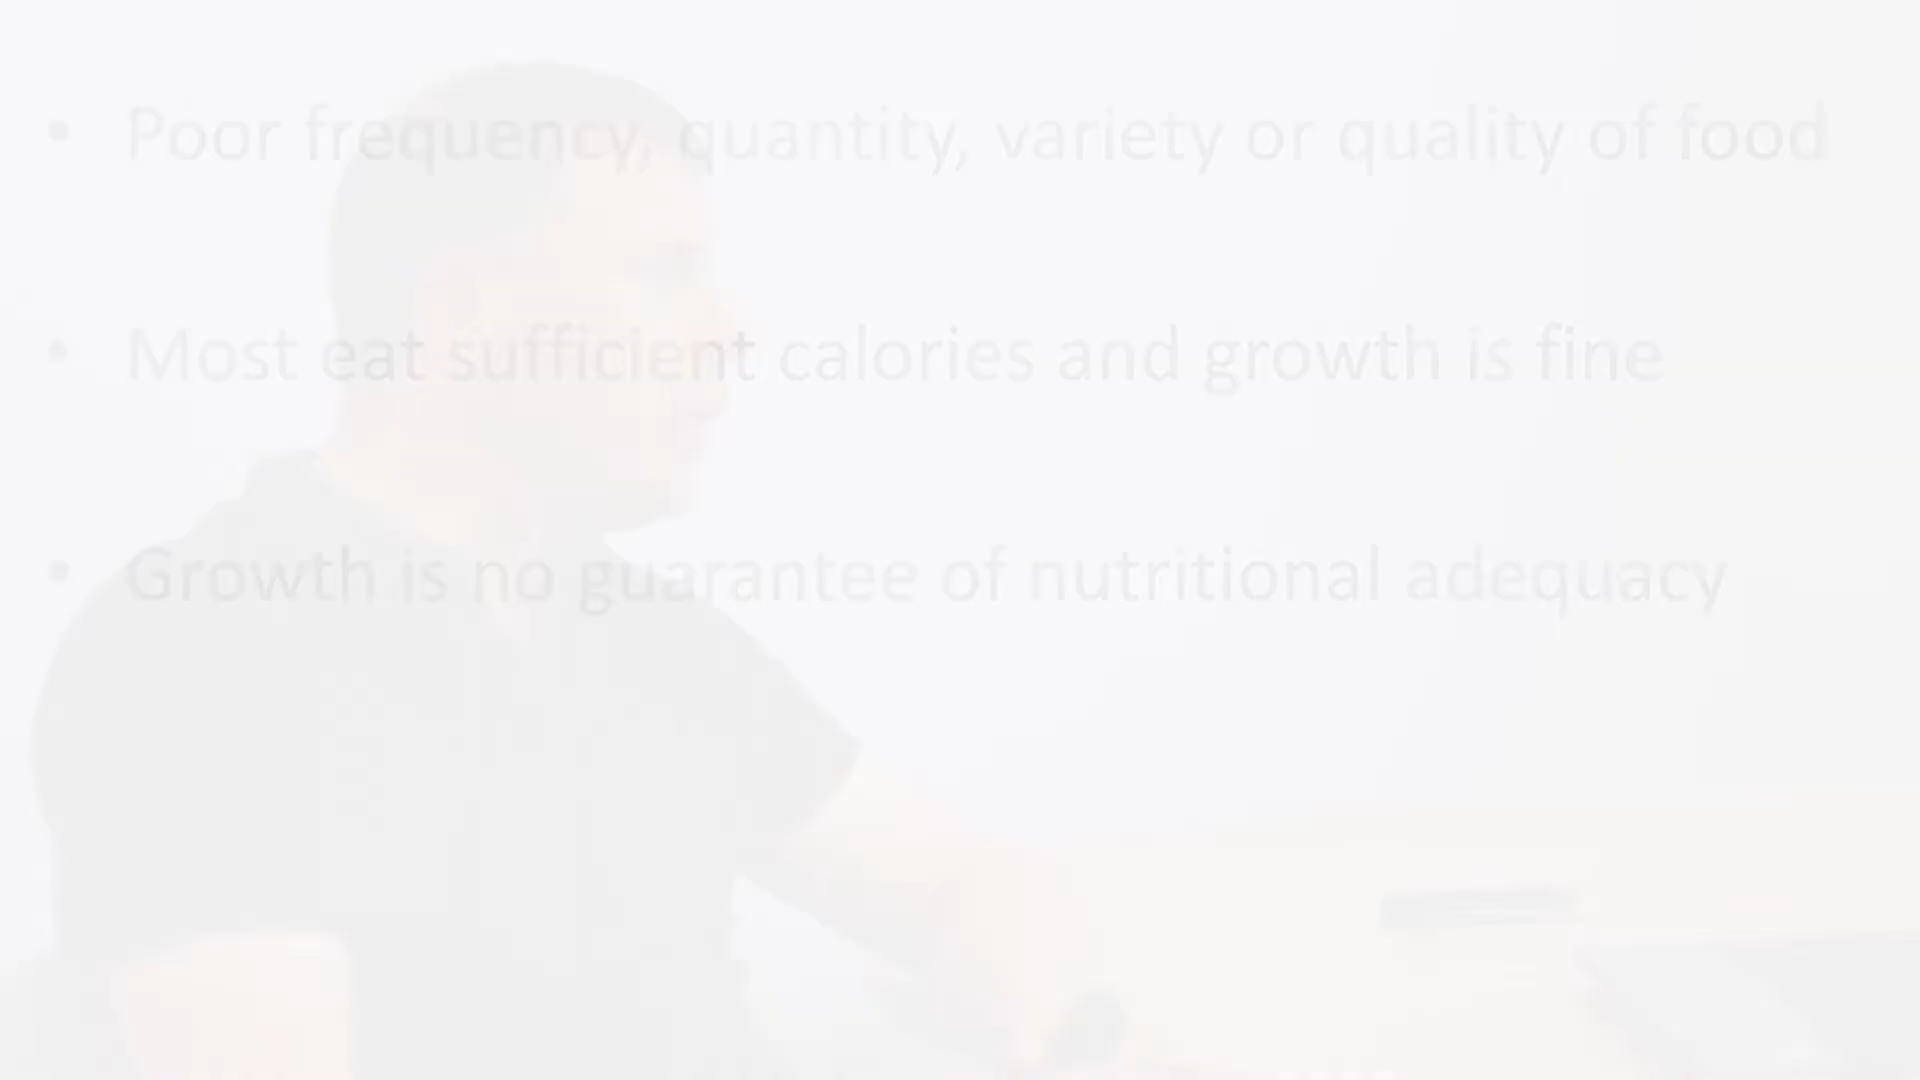 • Poor frequency, quantity, variety or quality of food
• Most eat sufficient calories and growth is fine
• Growth is no guarantee of nutritional adequacy